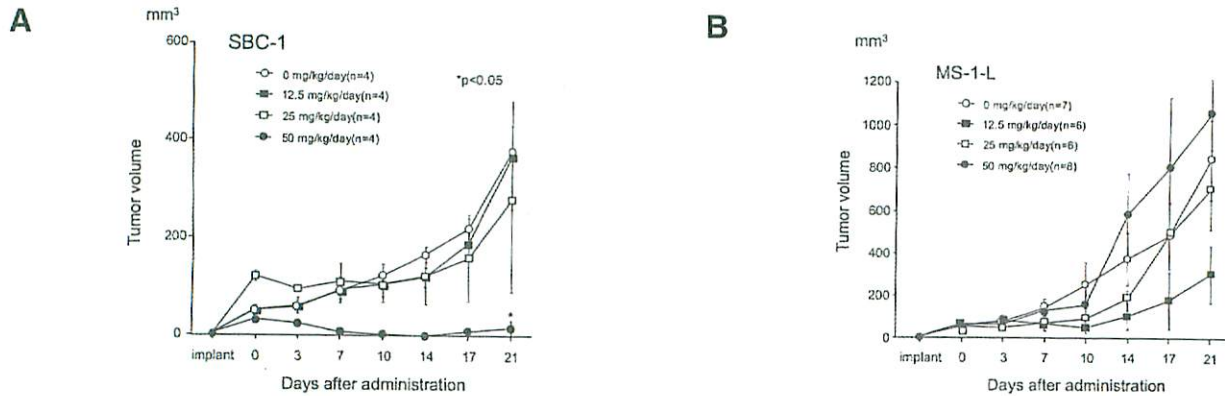 A
mm³
SBC-1
600
400
200
0
Tumor volume
0 mg/kg/day(n=4)
12.5 mg/kg/day(n=4)
25 mg/kg/day(n=4)
50 mg/kg/day(n=4)
*p<0.05
*
implant 0 3 7 10 14 17 21
Days after administration
B
mm³
MS-1-L
1200
1000
800
600
400
200
0
Tumor volume
0 mg/kg/day(n=7)
12.5 mg/kg/day(n=6)
25 mg/kg/day(n=6)
50 mg/kg/day(n=8)
implant 0 3 7 10 14 17 21
Days after administration